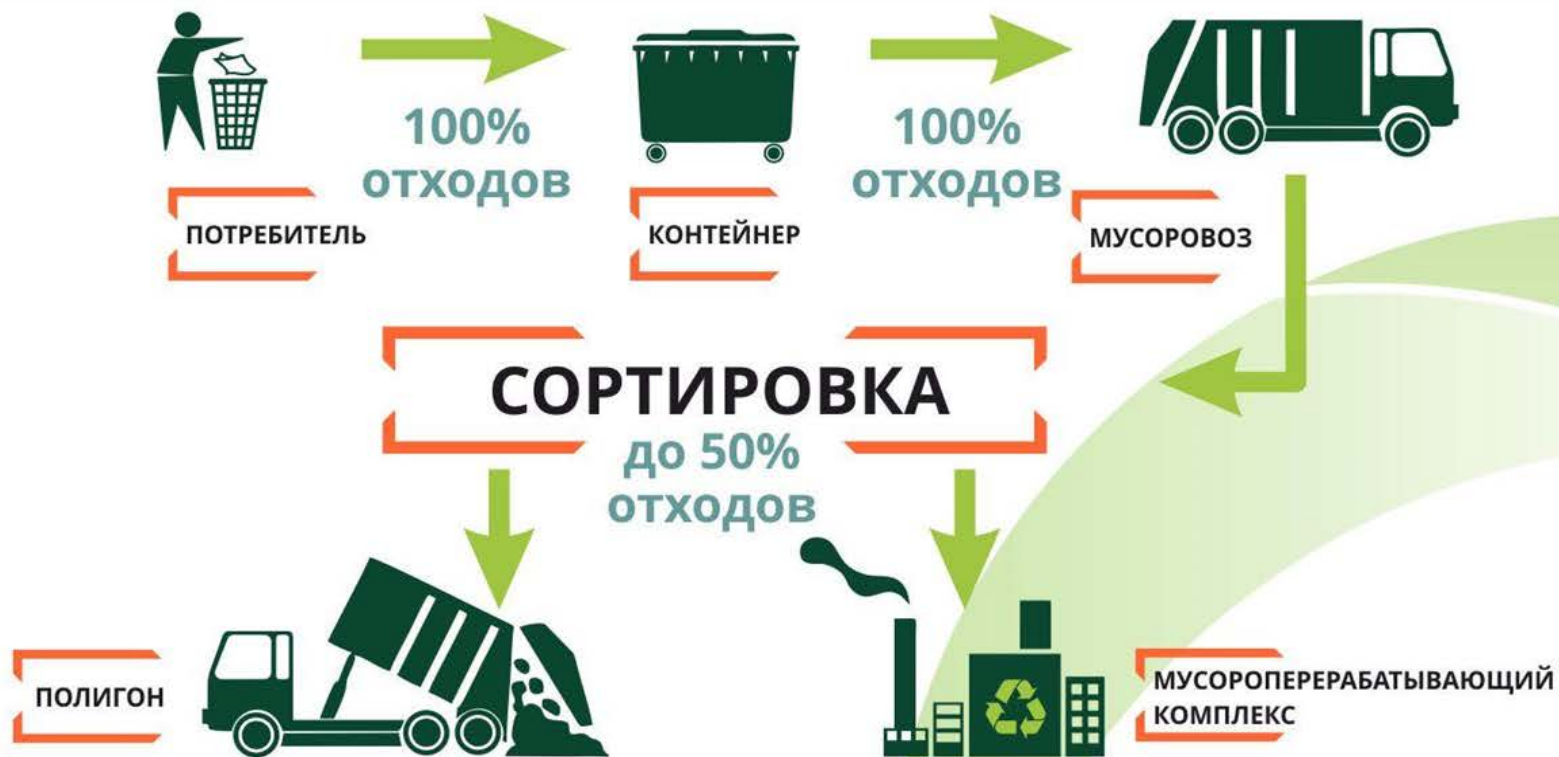 100%
отходов
100%
отходов
ПОТРЕБИТЕЛЬ
КОНТЕЙНЕР
МУСОРОВОЗ
СОРТИРОВКА
до 50%
отходов
ПОЛИГОН
МУСОРОПЕРЕРАБАТЫВАЮЩИЙ
КОМПЛЕКС